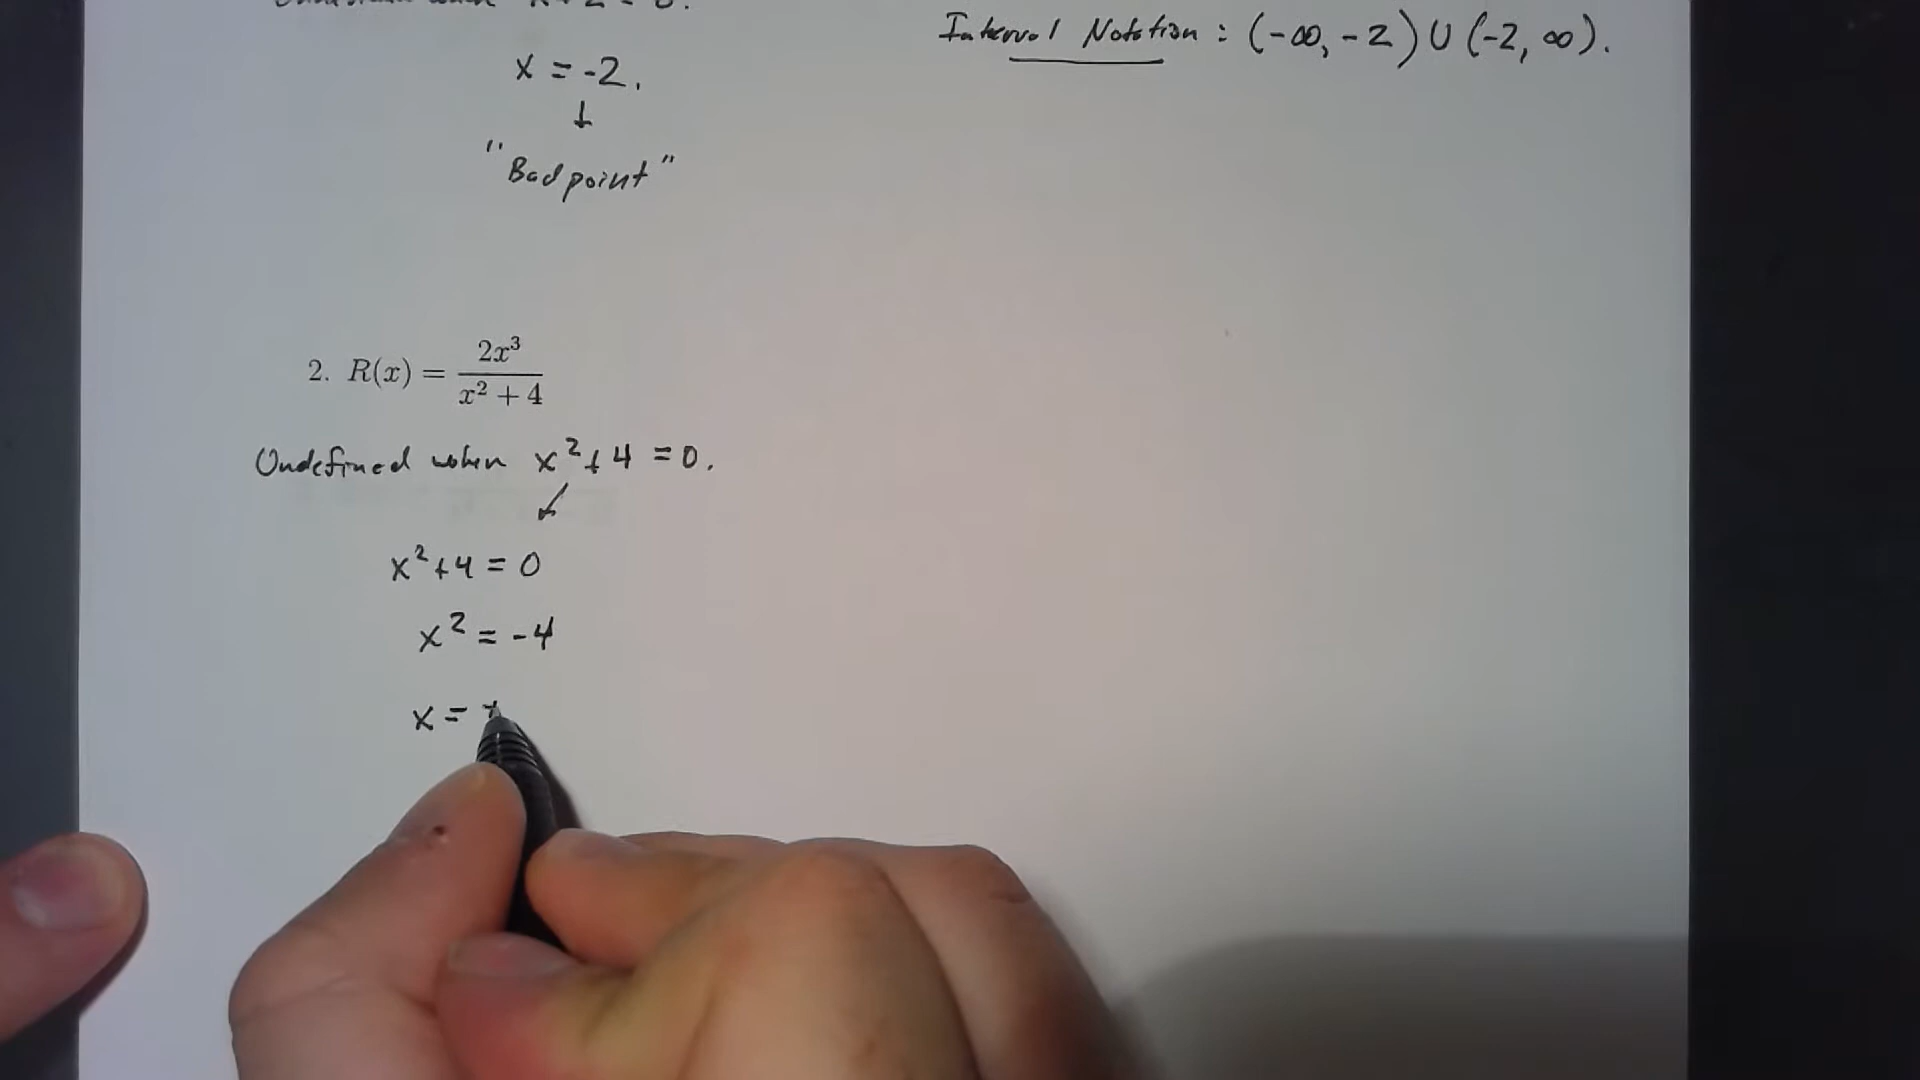 x = -2.
↓
"Bad point"
Interval Notation : (-∞, -2) ∪ (-2, ∞).
2. R(x) = 2x³ / x² + 4
Undefined when x² + 4 = 0.
↙
x² + 4 = 0
x² = -4
x =